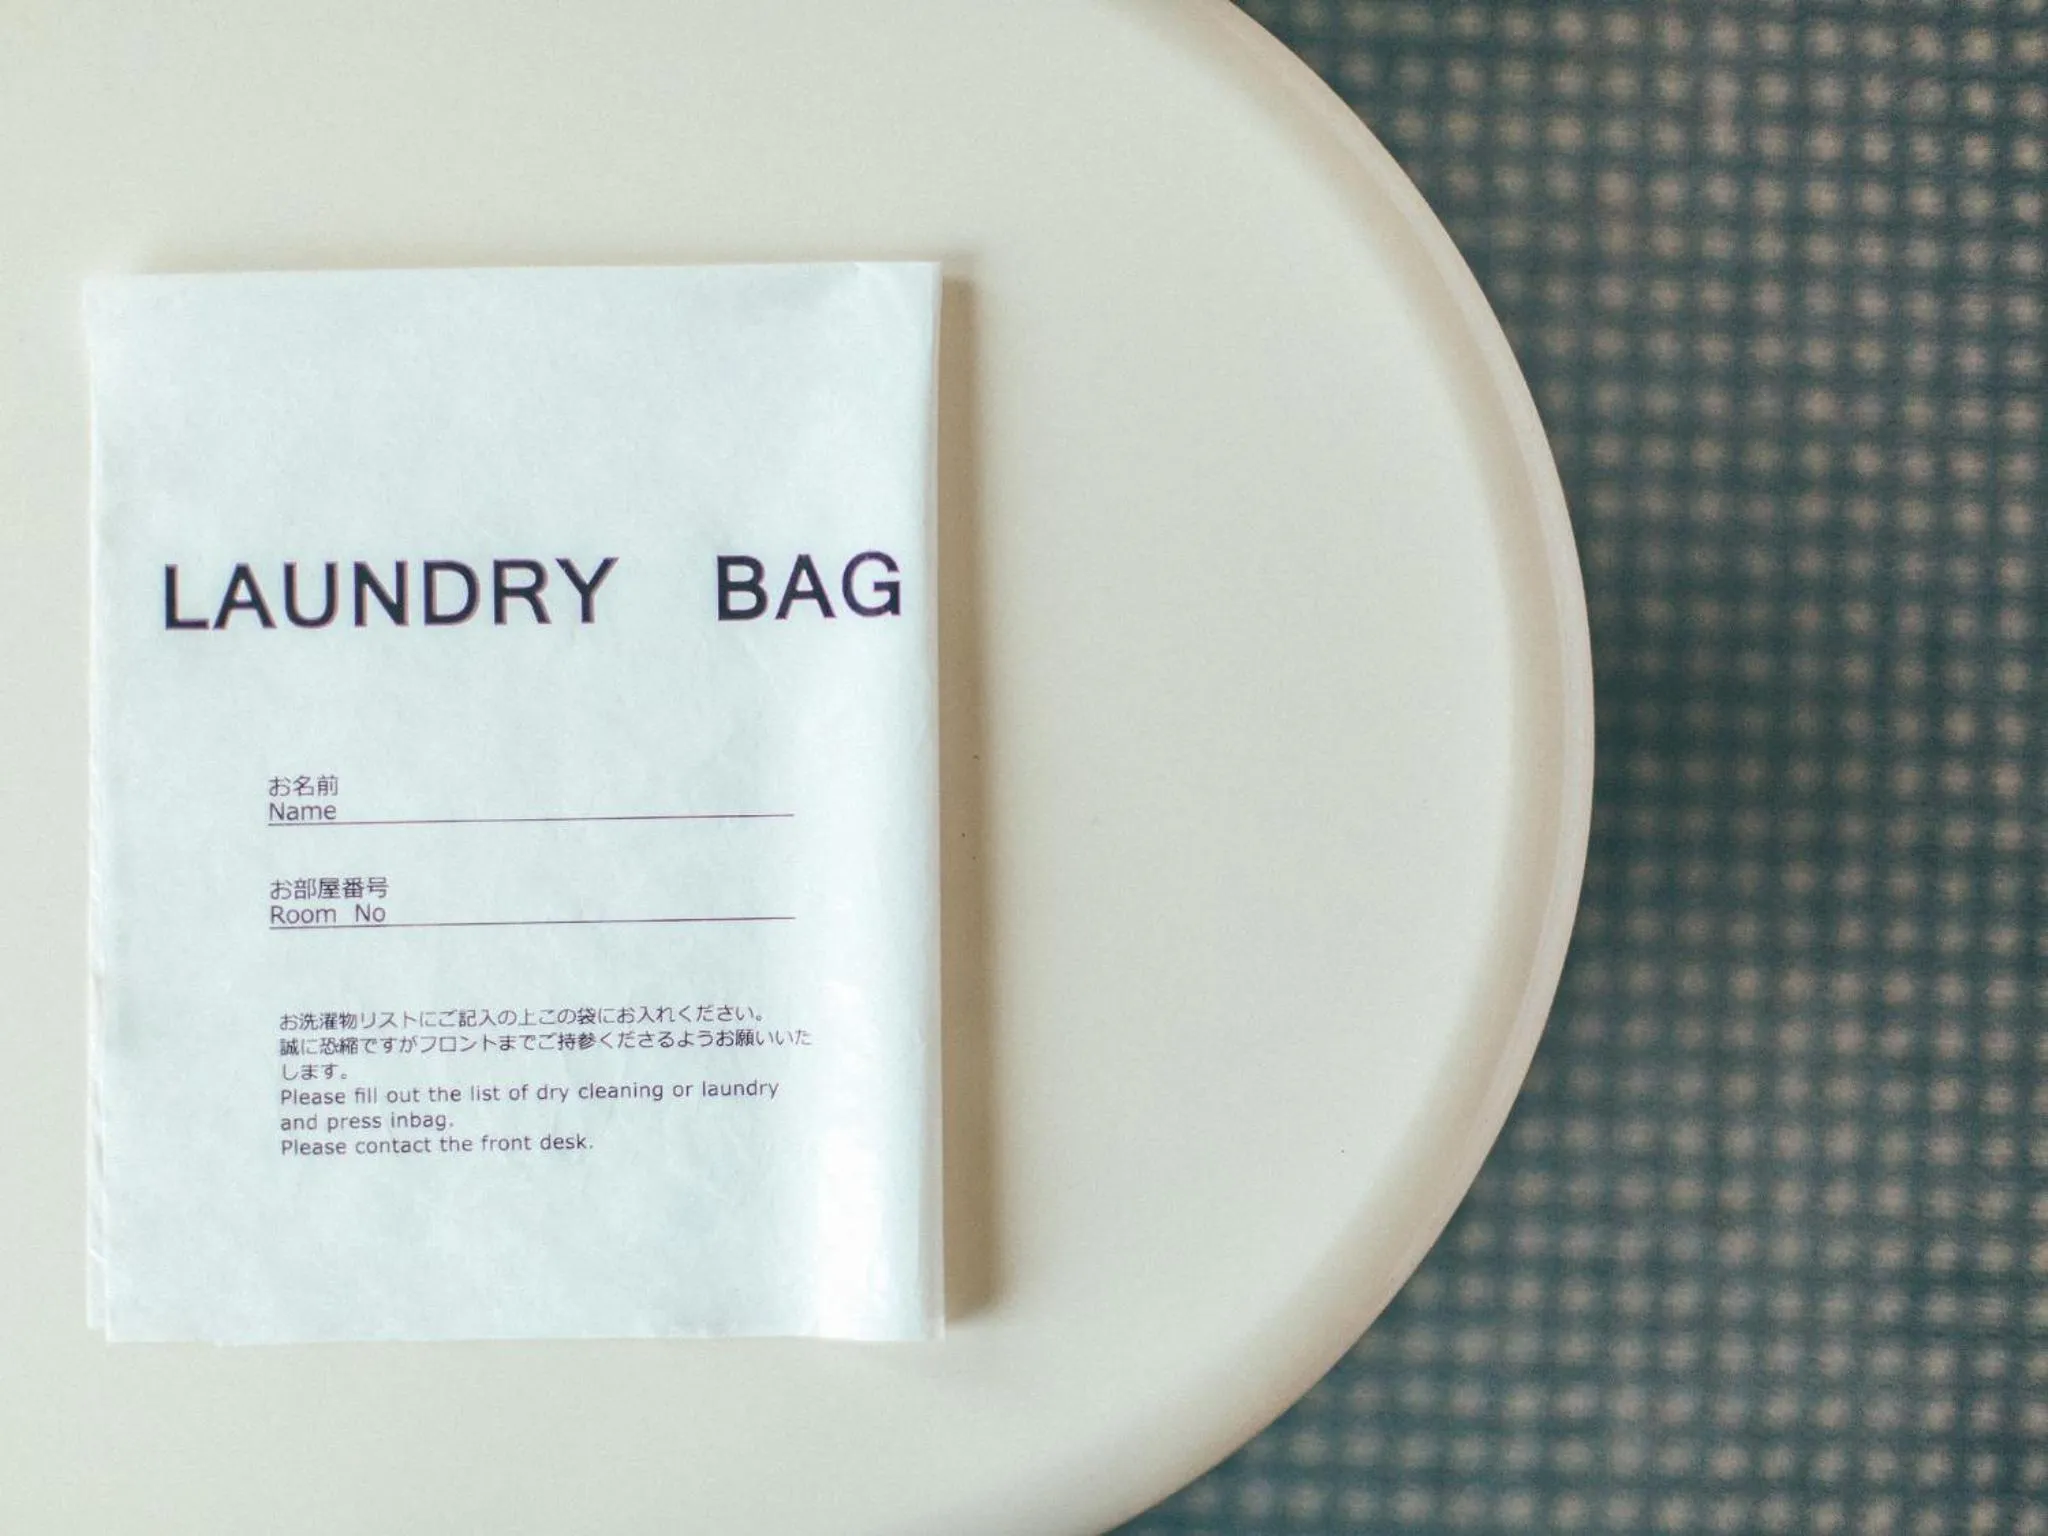 LAUNDRY BAG
お名前
Name
お部屋番号
Room No
お洗濯物リストにご記入の上この袋にお入れください。
誠に恐縮ですがフロントまでご持参くださるようお願いいた
します。
Please fill out the list of dry cleaning or laundry
and press inbag.
Please contact the front desk.